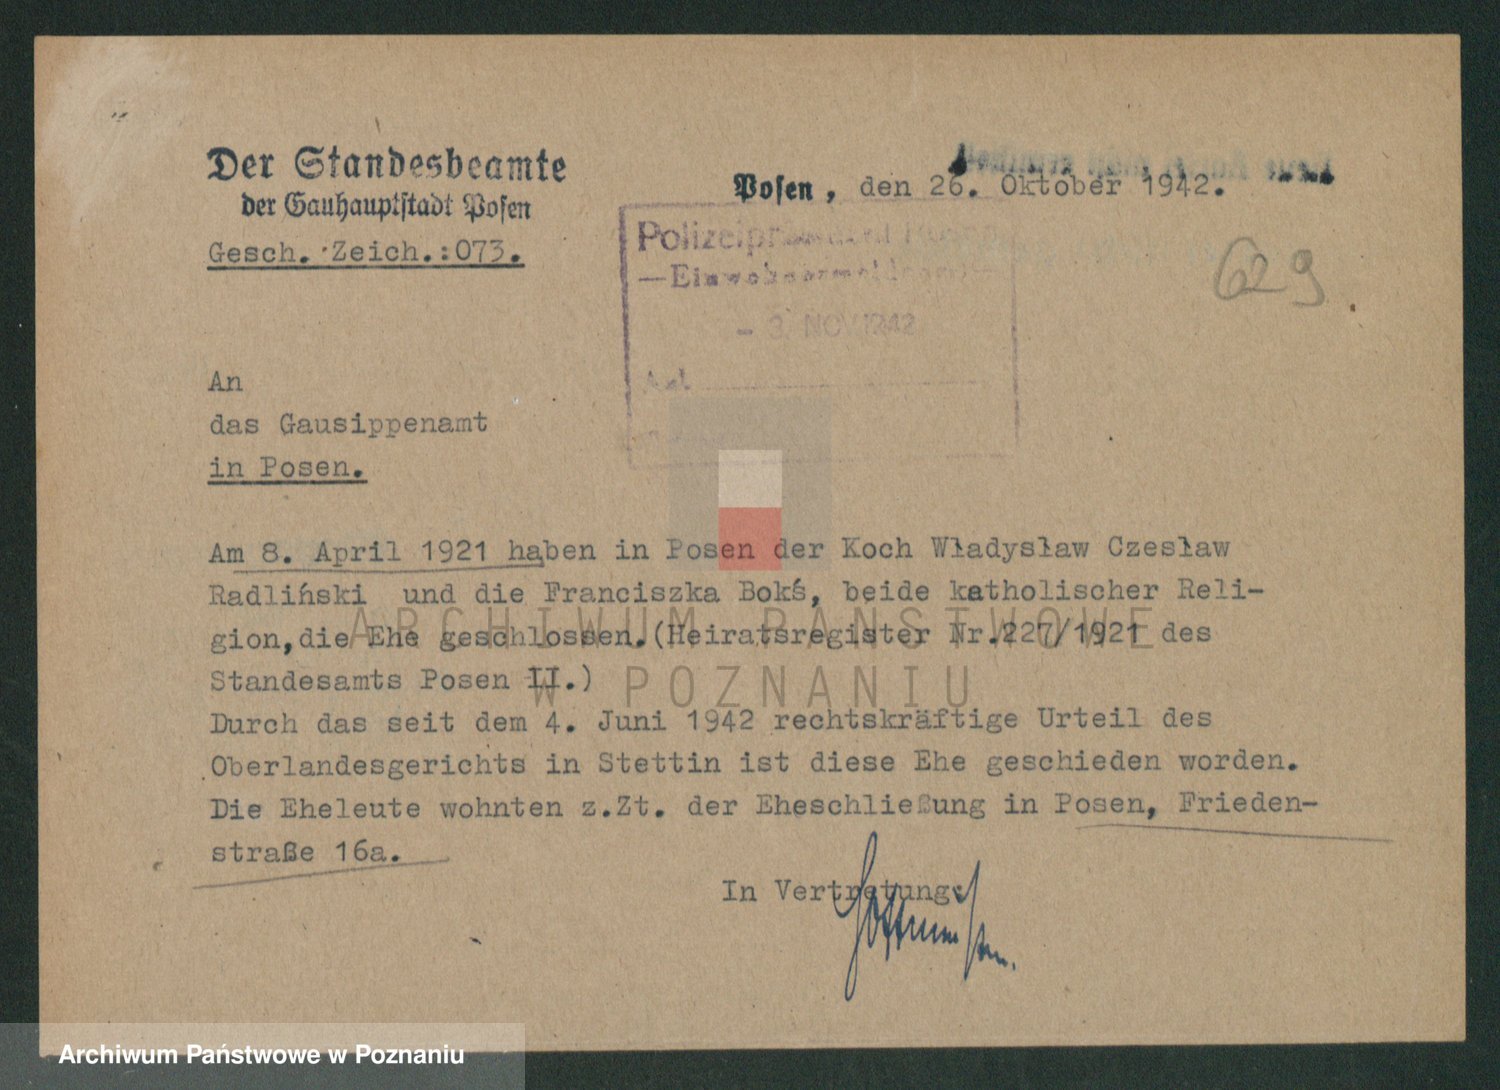 Der Standesbeamte
der Gauhauptstadt Posen
Gesch. Zeich.:073.
Posen, den 26. Oktober 1942.
Polizeipräsident Posen
—Einwohnermeldeamt—
- 3. NOV. 1942
629
An
das Gausippenamt
in Posen.
Am 8. April 1921 haben in Posen der Koch Władysław Czesław
Radliński und die Franciszka Bokś, beide katholischer Reli-
gion,die Ehe geschlossen.(Heiratsregister Nr.227/1921 des
Standesamts Posen II.)
Durch das seit dem 4. Juni 1942 rechtskräftige Urteil des
Oberlandesgerichts in Stettin ist diese Ehe geschieden worden.
Die Eheleute wohnten z.Zt. der Eheschließung in Posen, Frieden-
straße 16a.
In Vertretung:
ARCHIWUM PAŃSTWOWE
W POZNANIU
Archiwum Państwowe w Poznaniu